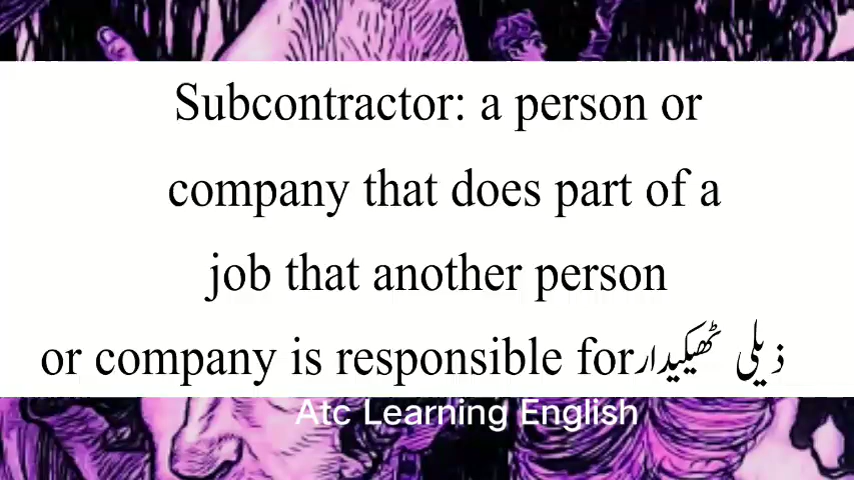 Subcontractor: a person or
company that does part of a
job that another person
or company is responsible for ذیلی ٹھیکیدار
Atc Learning English